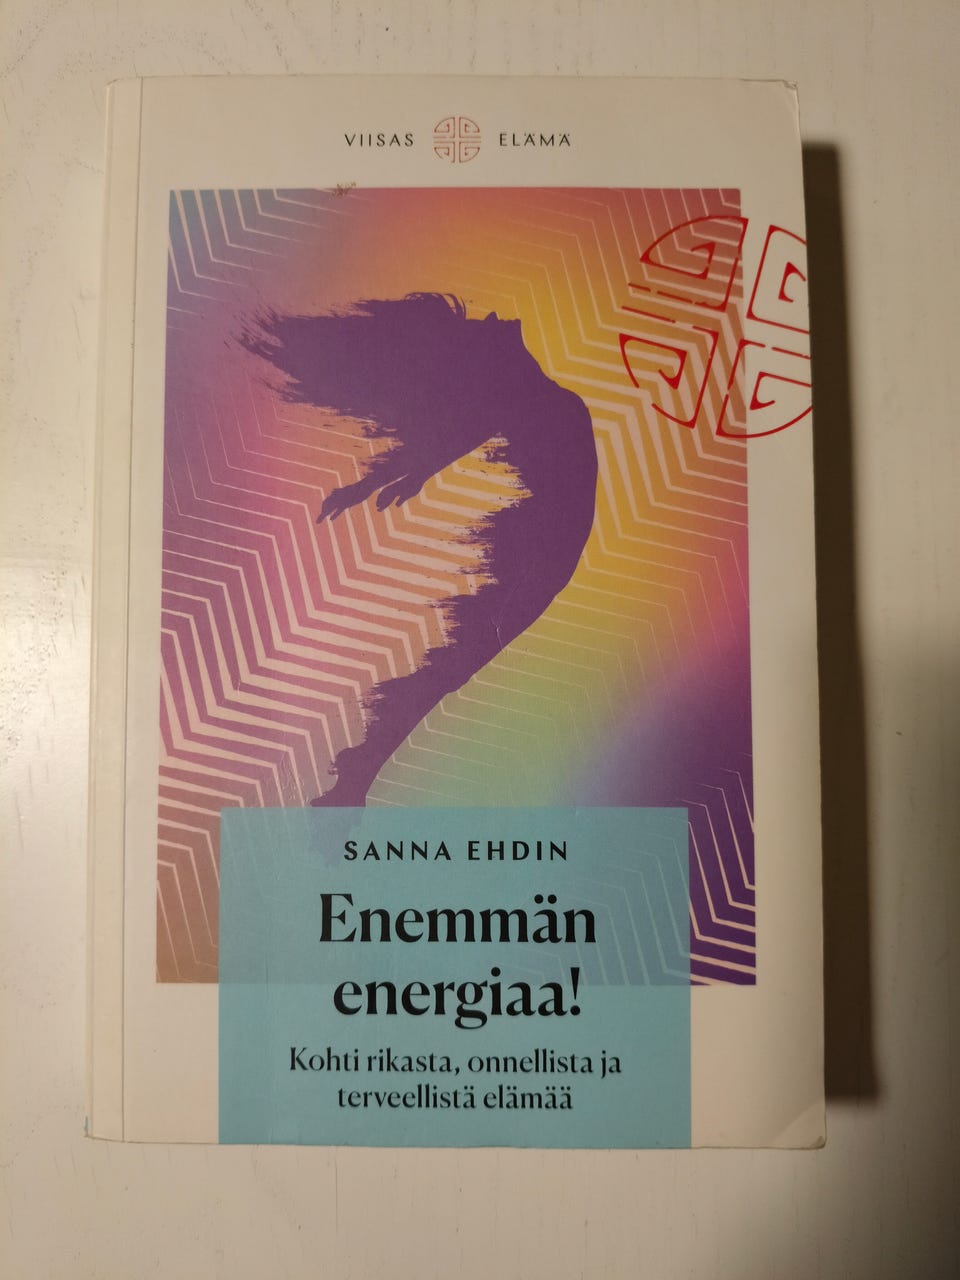 VIISAS ELÄMÄ
SANNA EHDIN
Enemmän
energiaa!
Kohti rikasta, onnellista ja
terveellistä elämää